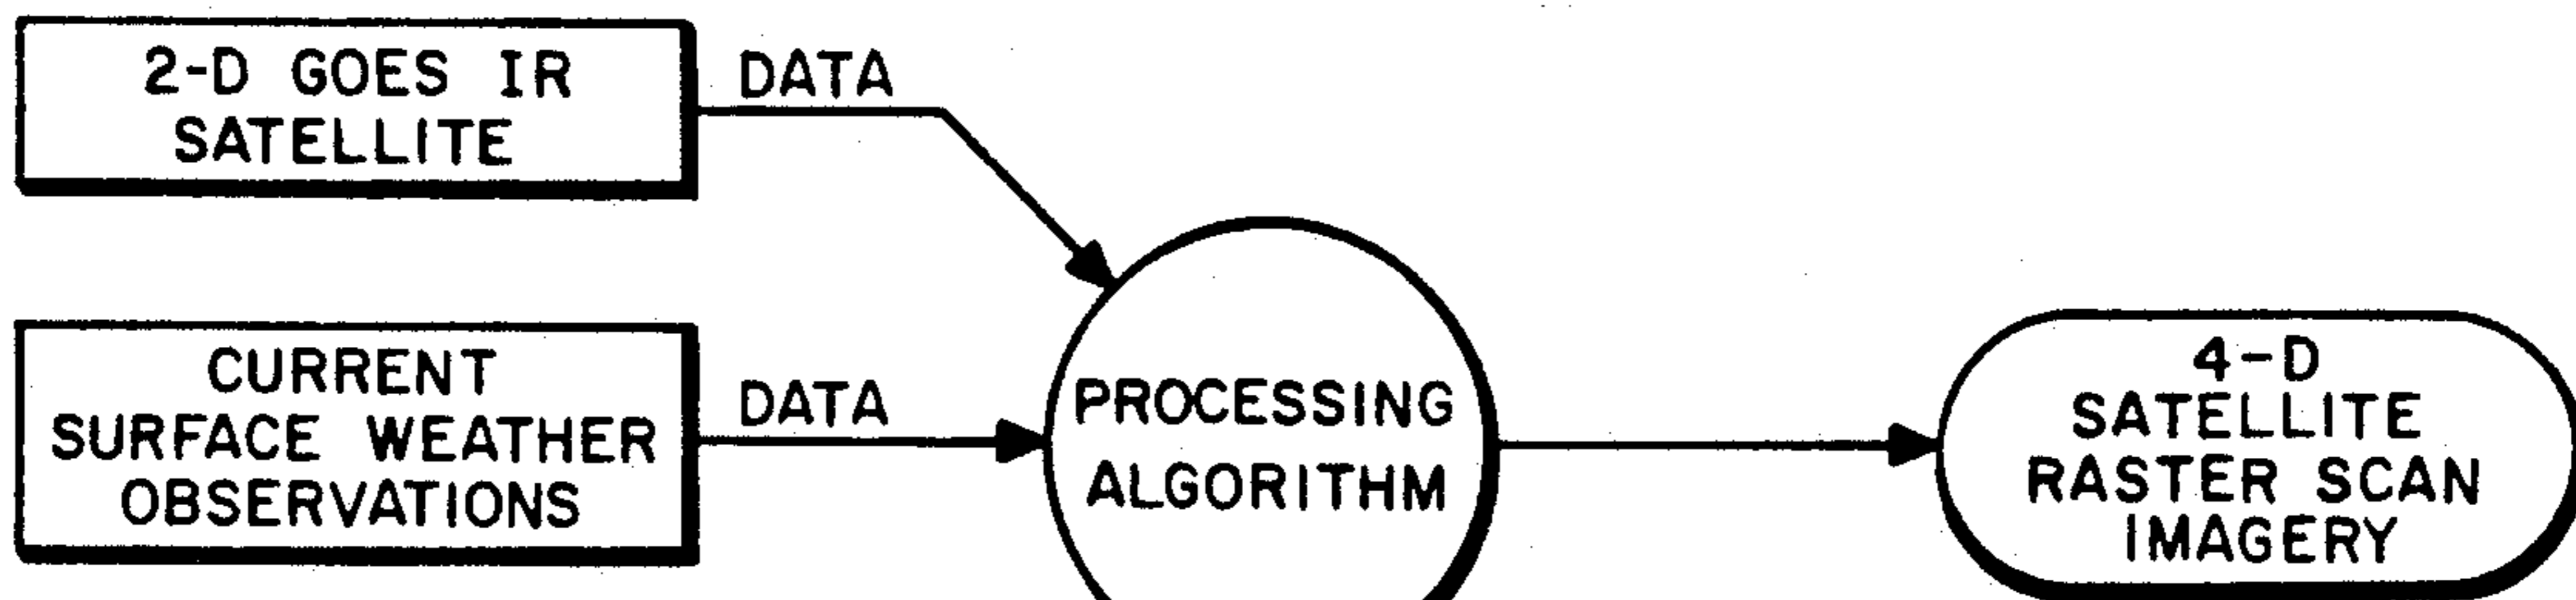 2-D GOES IR
SATELLITE
DATA
CURRENT
SURFACE WEATHER
OBSERVATIONS
DATA
PROCESSING
ALGORITHM
4-D
SATELLITE
RASTER SCAN
IMAGERY